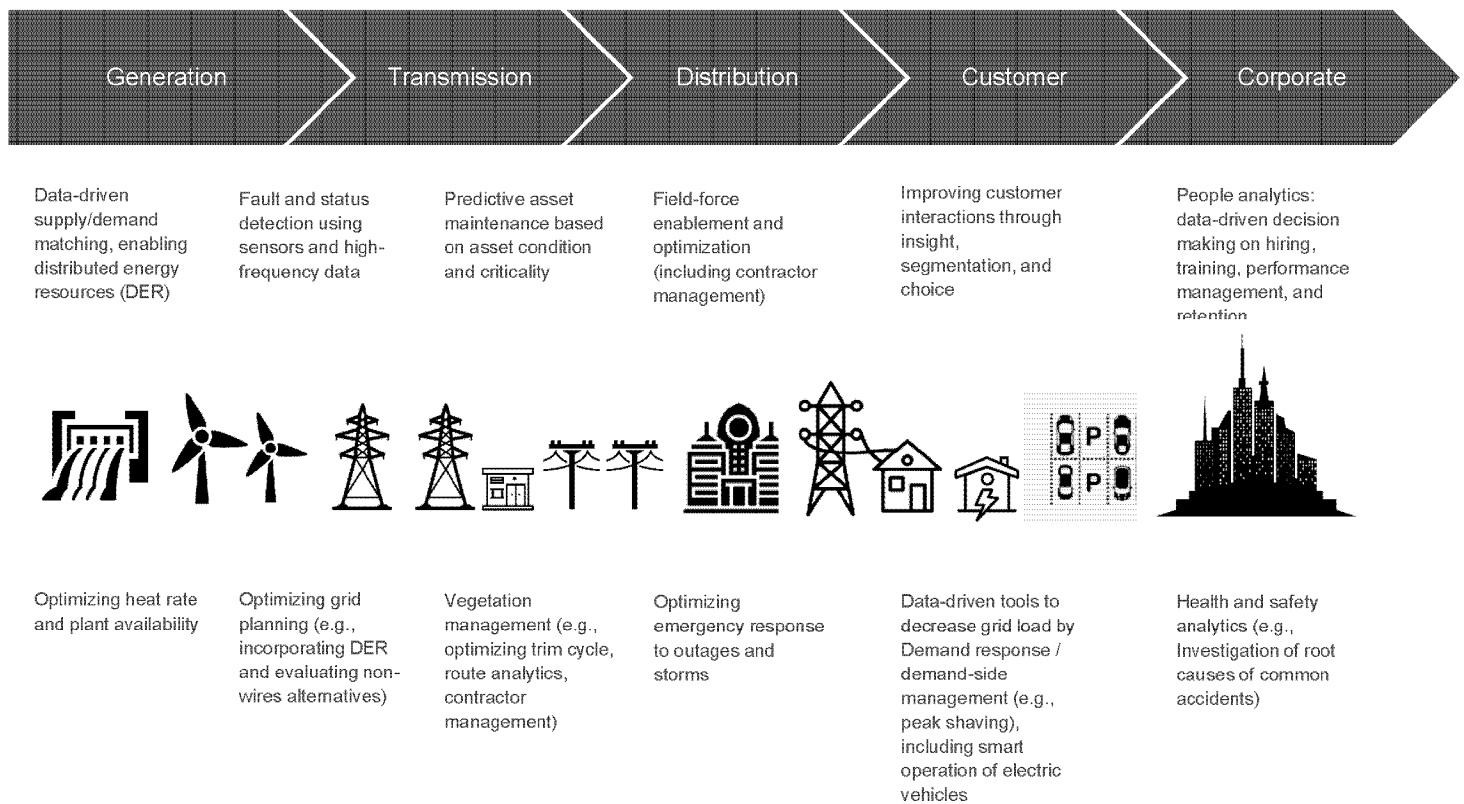 Generation
Transmission
Distribution
Customer
Corporate
Data-driven
supply/demand
matching, enabling
distributed energy
resources (DER)
Fault and status
detection using
sensors and high-
frequency data
Predictive asset
maintenance based
on asset condition
and criticality
Field-force
enablement and
optimization
(including contractor
management)
Improving customer
interactions through
insight,
segmentation, and
choice
People analytics:
data-driven decision
making on hiring,
training, performance
management, and
retention
P
P
Optimizing heat rate
and plant availability
Optimizing grid
planning (e.g.,
incorporating DER
and evaluating non-
wires alternatives)
Vegetation
management (e.g.,
optimizing trim cycle,
route analytics,
contractor
management)
Optimizing
emergency response
to outages and
storms
Data-driven tools to
decrease grid load by
Demand response /
demand-side
management (e.g.,
peak shaving),
including smart
operation of electric
vehicles
Health and safety
analytics (e.g.,
Investigation of root
causes of common
accidents)